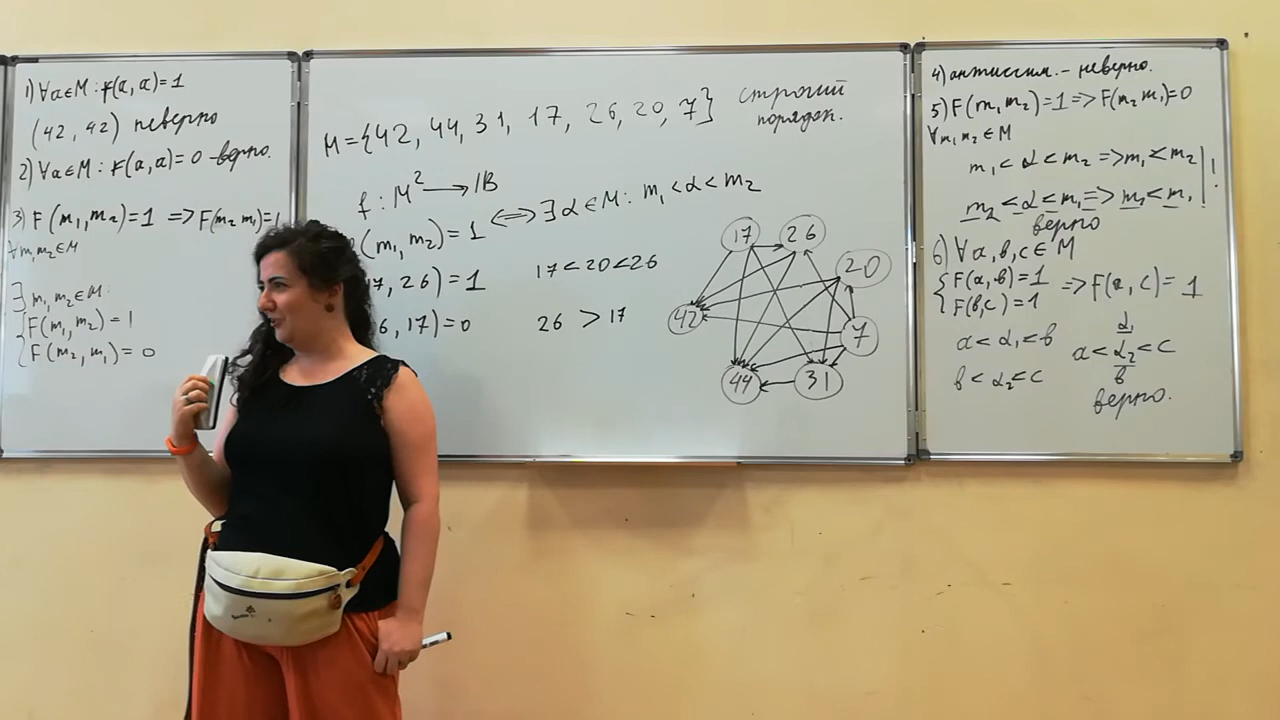 1) ∀a∈M : F(a, a) = 1
(42, 42) неверно
2) ∀a∈M : F(a, a) = 0 - верно.
3) F(m₁, m₂) = 1 => F(m₂ m₁) = 1
∀m₁ m₂∈M
∃ m₁, m₂∈M:
{ F(m₁, m₂) = 1
{ F(m₂, m₁) = 0
M = {42, 44, 31, 17, 26, 20, 7}
строгий
порядок.
f : M² → IB
(m₁, m₂) = 1 <=> ∃ α∈M : m₁ < α < m₂
7, 26) = 1
17 < 20 < 26
6, 17) = 0
26 > 17
17
26
20
42
7
44
31
4) антиссим. - неверно.
5) F(m₁, m₂) = 1 => F(m₂ m₁) = 0
∀m₁ m₂∈M
m₁ < α < m₂ => m₁ < m₂
m₂ < α < m₁ => m₂ < m₁ | !
верно
6) ∀ a, b, c ∈ M
{ F(a, b) = 1
{ F(b, c) = 1
=> F(a, c) = 1
a < α₁ < b
b < α₂ < c
α₁
a < α₂ < c
b
верно.